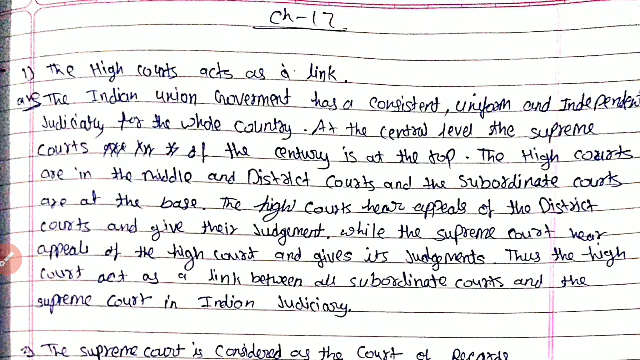 Ch-17
1) The High courts acts as a link.
ans The Indian union Goverment has a consistent, uniform and Independent
Judiciary for the whole country. At the central level the supreme
courts of the century is at the top. The High courts
are in the middle and District Courts and the subordinate courts
are at the base. The high courts hear appeals of the District
courts and give their Judgement, while the supreme court hear
appeals of the high court and gives its Judgements. Thus the high
court act as a link between all subordinate courts and the
supreme court in Indian Judiciary.
2) The supreme court is considered as the Court of Records